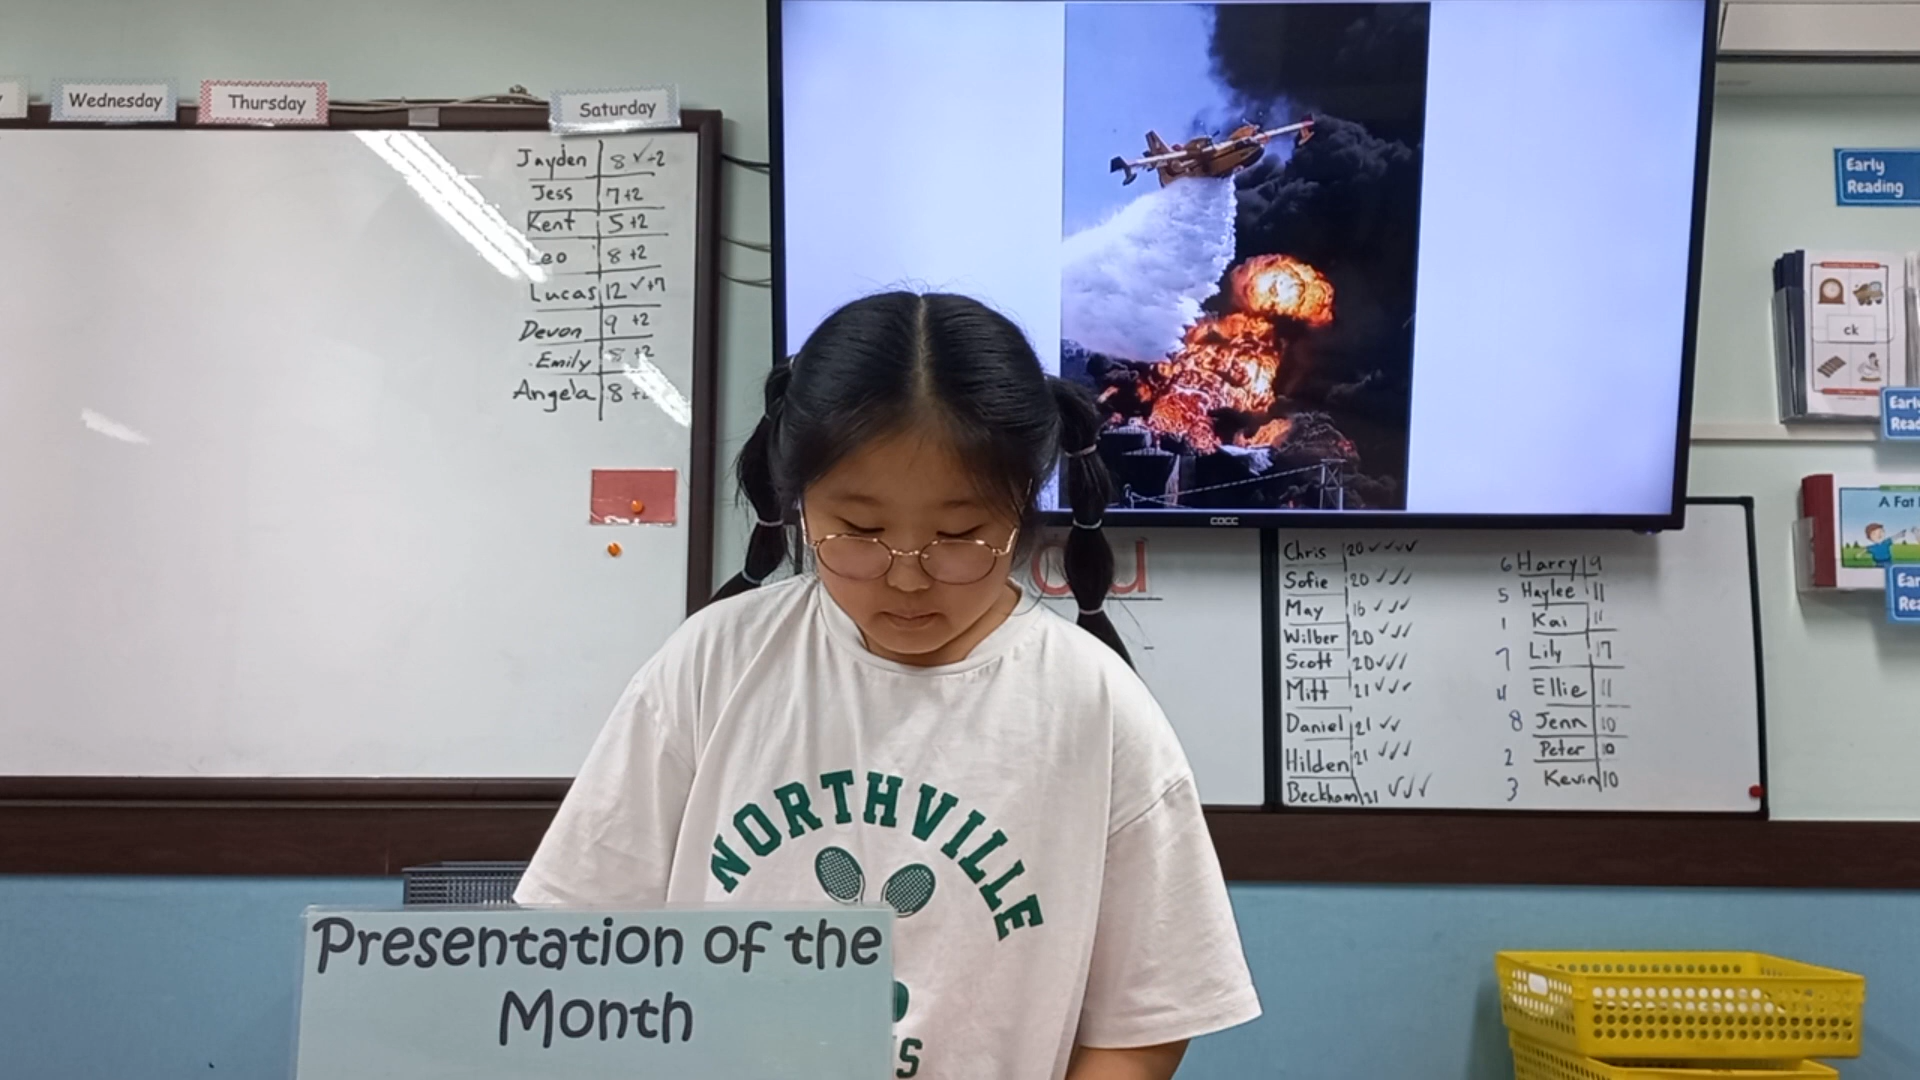 Wednesday
Thursday
Saturday
Jayden 8 ✓+2
Jess 7+2
Kent 5+2
Leo 8+2
Lucas 12 ✓+7
Devon 9 +2
Emily 8+2
Angela 8
COCC
Chris 20 ✓✓✓✓
Sofie 20 ✓✓✓
May 16 ✓✓✓
Wilber 20 ✓✓✓
Scott 20 ✓✓✓
Mitt 21 ✓✓✓
Daniel 21 ✓✓
Hilden 21 ✓✓✓
Beckham 21 ✓✓✓
6 Harry 9
5 Haylee 11
1 Kai 11
7 Lily 17
4 Ellie 11
8 Jenn 10
2 Peter 10
3 Kevin 10
Early
Reading
ck
A Fat
NORTHVILLE
Presentation of the
Month